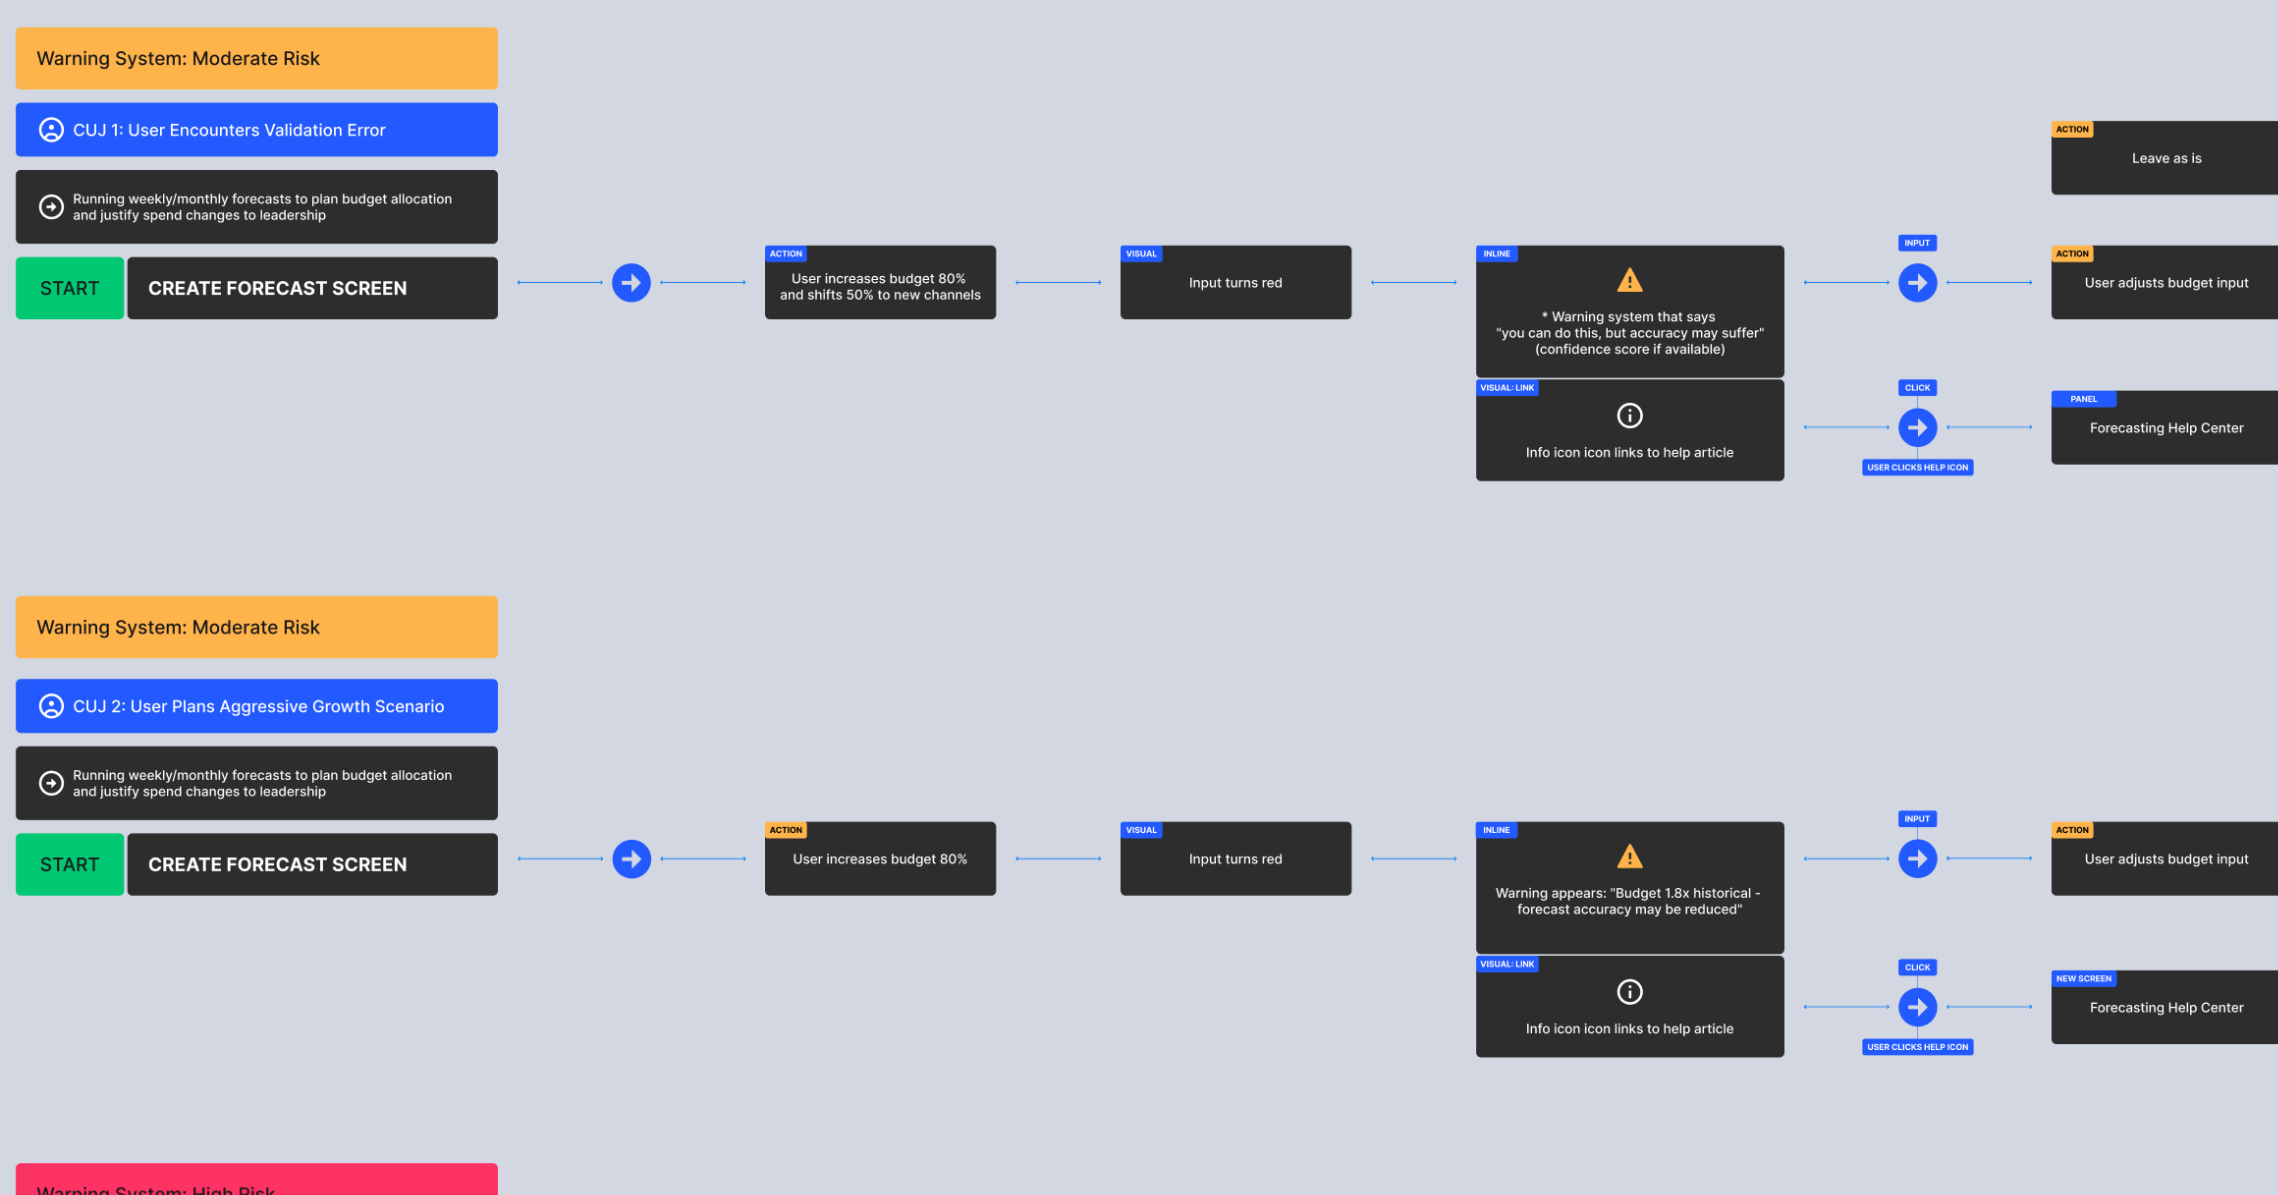 Warning System: Moderate Risk
CUJ 1: User Encounters Validation Error
Running weekly/monthly forecasts to plan budget allocation
and justify spend changes to leadership
START
CREATE FORECAST SCREEN
ACTION
User increases budget 80%
and shifts 50% to new channels
VISUAL
Input turns red
INLINE
* Warning system that says
"you can do this, but accuracy may suffer"
(confidence score if available)
VISUAL: LINK
Info icon icon links to help article
INPUT
CLICK
USER CLICKS HELP ICON
ACTION
Leave as is
ACTION
User adjusts budget input
PANEL
Forecasting Help Center
Warning System: Moderate Risk
CUJ 2: User Plans Aggressive Growth Scenario
Running weekly/monthly forecasts to plan budget allocation
and justify spend changes to leadership
START
CREATE FORECAST SCREEN
ACTION
User increases budget 80%
VISUAL
Input turns red
INLINE
Warning appears: "Budget 1.8x historical -
forecast accuracy may be reduced"
VISUAL: LINK
Info icon icon links to help article
INPUT
CLICK
USER CLICKS HELP ICON
ACTION
User adjusts budget input
NEW SCREEN
Forecasting Help Center
Warning System: High Risk